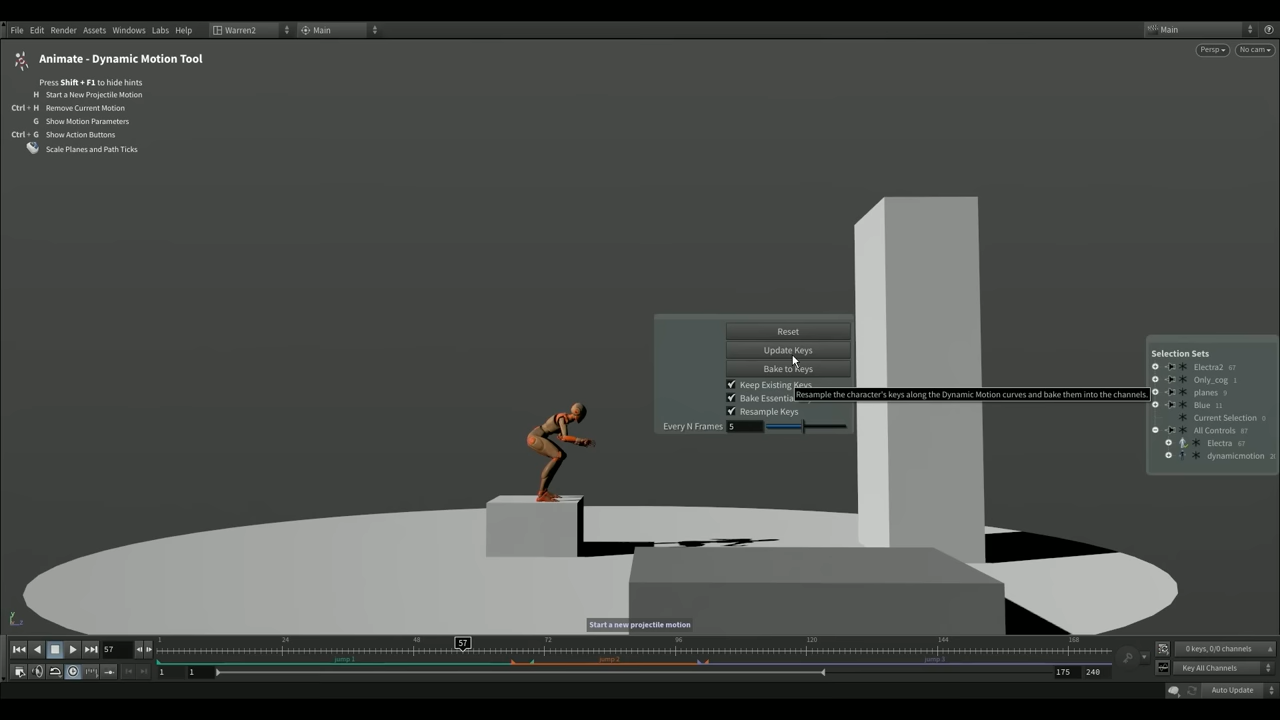 File Edit Render Assets Windows Labs Help Warren2 Main Main
Persp No cam
Animate - Dynamic Motion Tool
Press Shift + F1 to hide hints
H Start a New Projectile Motion
Ctrl + H Remove Current Motion
G Show Motion Parameters
Ctrl + G Show Action Buttons
Scale Planes and Path Ticks
Reset
Update Keys
Bake to Keys
Keep Existing Keys
Bake Essential
Resample the character's keys along the Dynamic Motion curves and bake them into the channels.
Resample Keys
Every N Frames 5
Selection Sets
Electra2 67
Only_cog 1
planes 9
Blue 11
Current Selection 0
All Controls 87
Electra 67
dynamicmotion
Start a new projectile motion
1 24 48 72 96 120 144 168
57
57
0 keys, 0/0 channels
jump 1 jump 2 jump 3
1 1 175 240
Key All Channels
Auto Update